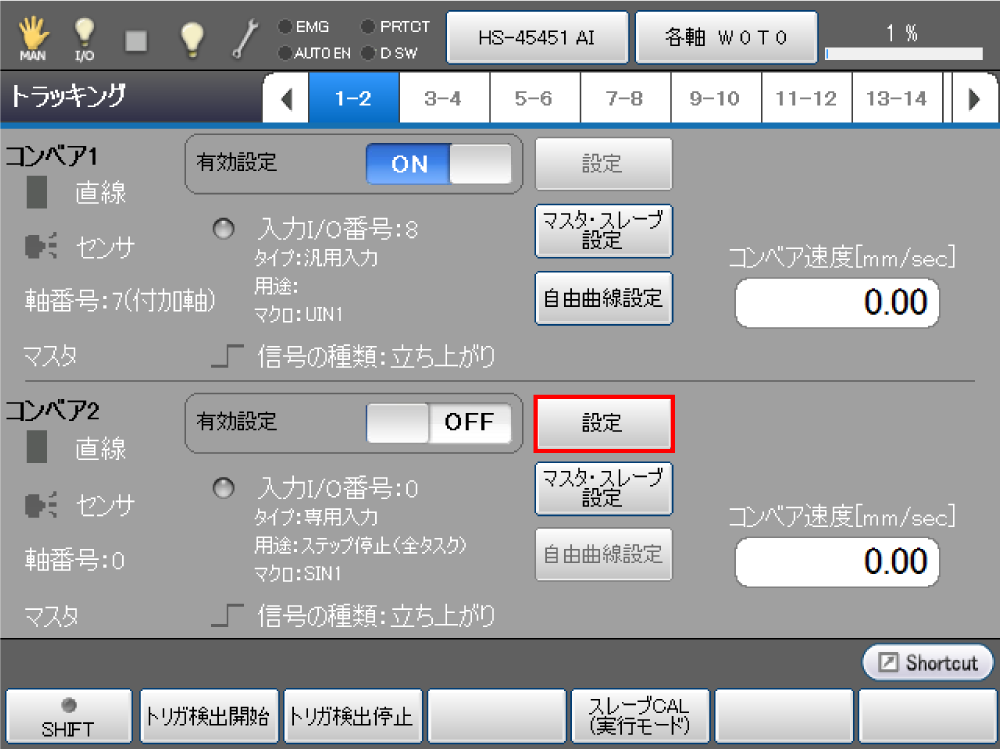 MAN
I/O
EMG
PRTCT
AUTO EN
D SW
HS-45451 AI
各軸 W0T0
1 %
トラッキング
1-2
3-4
5-6
7-8
9-10
11-12
13-14
コンベア1
有効設定
ON
設定
直線
マスタ・スレーブ
設定
入力I/O番号:8
センサ
タイプ:汎用入力
コンベア速度[mm/sec]
用途:
自由曲線設定
0.00
軸番号:7(付加軸)
マクロ:UIN1
マスタ
信号の種類:立ち上がり
コンベア2
有効設定
OFF
設定
直線
マスタ・スレーブ
設定
入力I/O番号:0
センサ
タイプ:専用入力
コンベア速度[mm/sec]
用途:ステップ停止(全タスク)
自由曲線設定
0.00
軸番号:0
マクロ:SIN1
マスタ
信号の種類:立ち上がり
Shortcut
SHIFT
トリガ検出開始
トリガ検出停止
スレーブCAL
(実行モード)